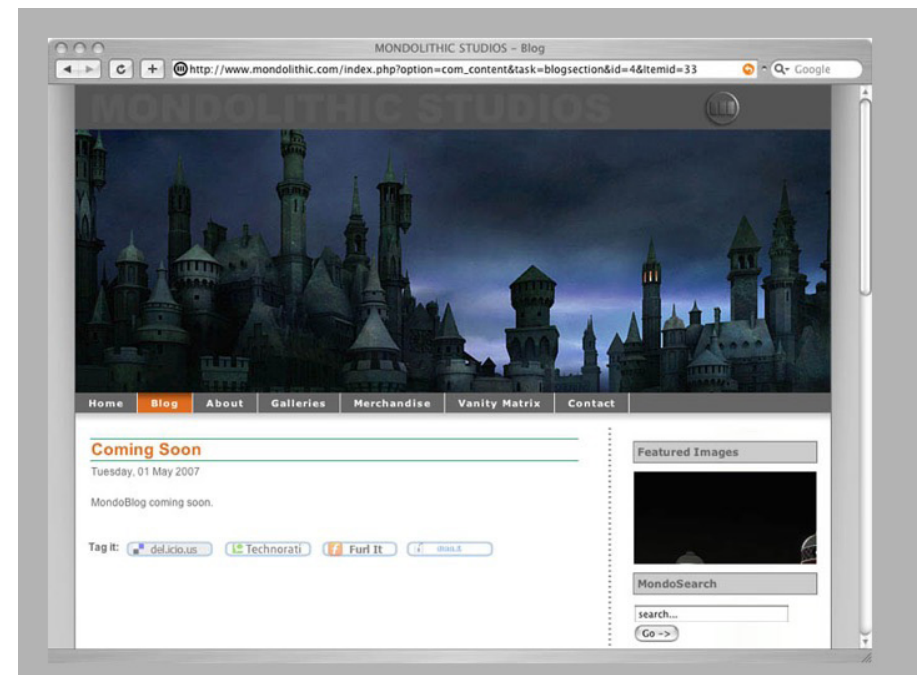 MONDOLITHIC STUDIOS – Blog
http://www.mondolithic.com/index.php?option=com_content&task=blogsection&id=4&Itemid=33
Google
MONDOLITHIC STUDIOS
Home Blog About Galleries Merchandise Vanity Matrix Contact
Coming Soon
Tuesday, 01 May 2007
MondoBlog coming soon.
Tag it: del.icio.us Technorati Furl It
Featured Images
MondoSearch
search...
Go ->